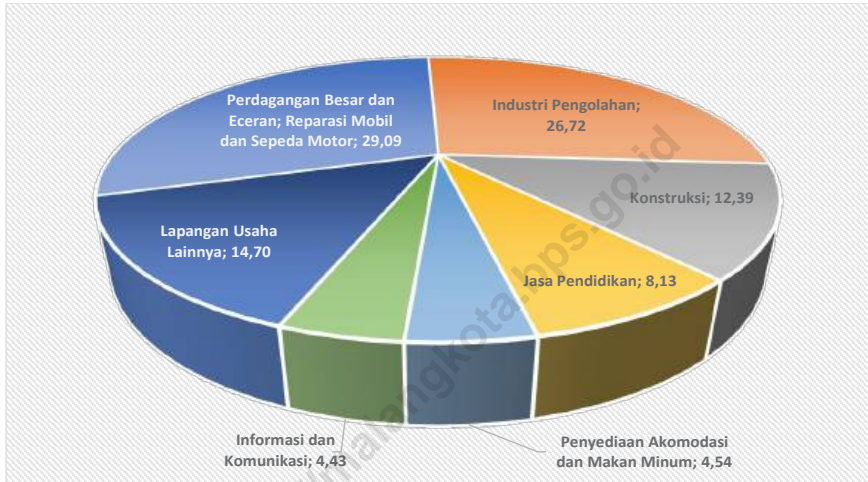 Perdagangan Besar dan
Eceran; Reparasi Mobil
dan Sepeda Motor; 29,09
Industri Pengolahan;
26,72
Konstruksi; 12,39
Lapangan Usaha
Lainnya; 14,70
Jasa Pendidikan; 8,13
Informasi dan
Komunikasi; 4,43
Penyediaan Akomodasi
dan Makan Minum; 4,54
//malangkota.bps.go.id